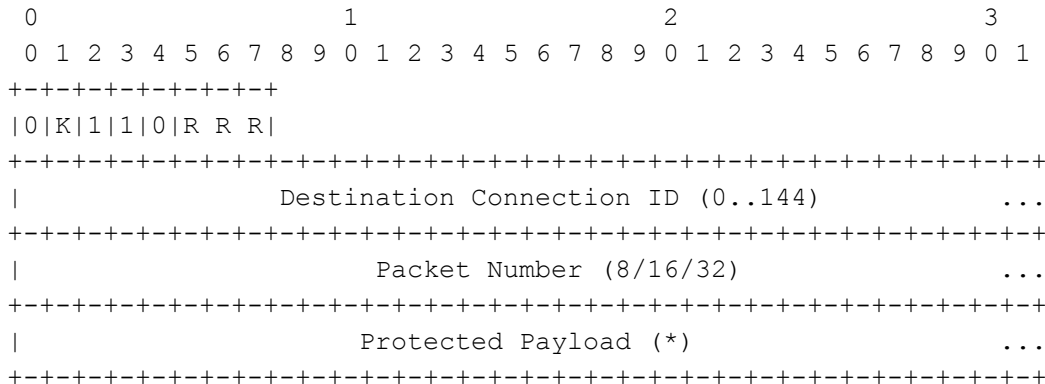 0                   1                   2                   3
 0 1 2 3 4 5 6 7 8 9 0 1 2 3 4 5 6 7 8 9 0 1 2 3 4 5 6 7 8 9 0 1
+-+-+-+-+-+-+-+-+
|0|K|1|1|0|R R R|
+-+-+-+-+-+-+-+-+-+-+-+-+-+-+-+-+-+-+-+-+-+-+-+-+-+-+-+-+-+-+-+-+
|                Destination Connection ID (0..144)           ...
+-+-+-+-+-+-+-+-+-+-+-+-+-+-+-+-+-+-+-+-+-+-+-+-+-+-+-+-+-+-+-+-+
|                      Packet Number (8/16/32)                ...
+-+-+-+-+-+-+-+-+-+-+-+-+-+-+-+-+-+-+-+-+-+-+-+-+-+-+-+-+-+-+-+-+
|                     Protected Payload (*)                   ...
+-+-+-+-+-+-+-+-+-+-+-+-+-+-+-+-+-+-+-+-+-+-+-+-+-+-+-+-+-+-+-+-+